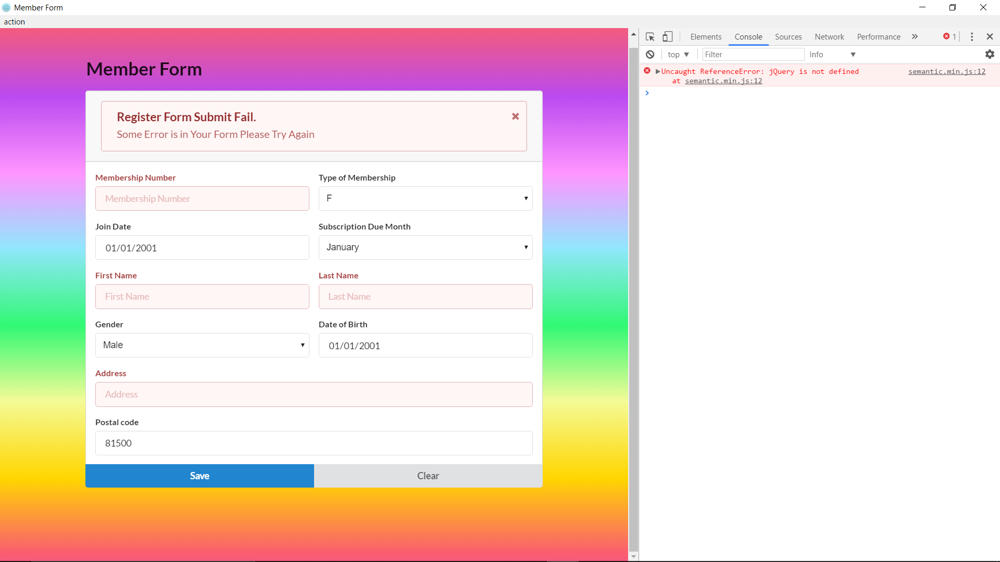 Member Form
action
Member Form
Register Form Submit Fail.
Some Error is in Your Form Please Try Again
Membership Number
Type of Membership
Membership Number
F
Join Date
Subscription Due Month
01/01/2001
January
First Name
Last Name
First Name
Last Name
Gender
Date of Birth
Male
01/01/2001
Address
Address
Postal code
81500
Save
Clear
Elements Console Sources Network Performance » 1
top Filter Info
Uncaught ReferenceError: jQuery is not defined semantic.min.js:12
at semantic.min.js:12